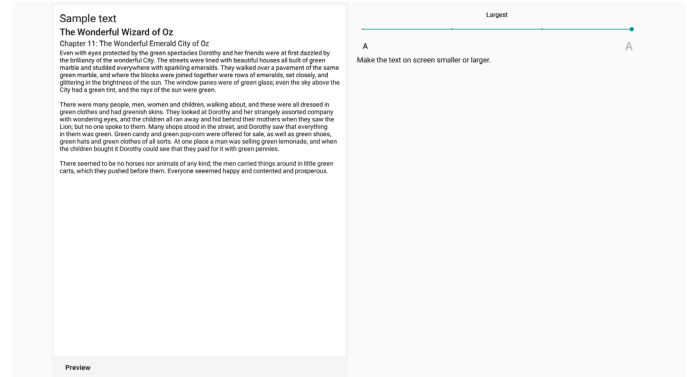 Sample text
The Wonderful Wizard of Oz
Chapter 11: The Wonderful Emerald City of Oz
Even with eyes protected by the green spectacles Dorothy and her friends were at first dazzled by
the brilliancy of the wonderful City. The streets were lined with beautiful houses all built of green
marble and studded everywhere with sparkling emeralds. They walked over a pavement of the same
green marble, and where the blocks were joined together were rows of emeralds, set closely, and
glittering in the brightness of the sun. The window panes were of green glass; even the sky above the
City had a green tint, and the rays of the sun were green.
There were many people, men, women and children, walking about, and these were all dressed in
green clothes and had greenish skins. They looked at Dorothy and her strangely assorted company
with wondering eyes, and the children all ran away and hid behind their mothers when they saw the
Lion; but no one spoke to them. Many shops stood in the street, and Dorothy saw that everything
in them was green. Green candy and green pop-corn were offered for sale, as well as green shoes,
green hats and green clothes of all sorts. At one place a man was selling green lemonade, and when
the children bought it Dorothy could see that they paid for it with green pennies.
There seemed to be no horses nor animals of any kind; the men carried things around in little green
carts, which they pushed before them. Everyone seeemed happy and contented and prosperous.
Preview
Largest
A A
Make the text on screen smaller or larger.